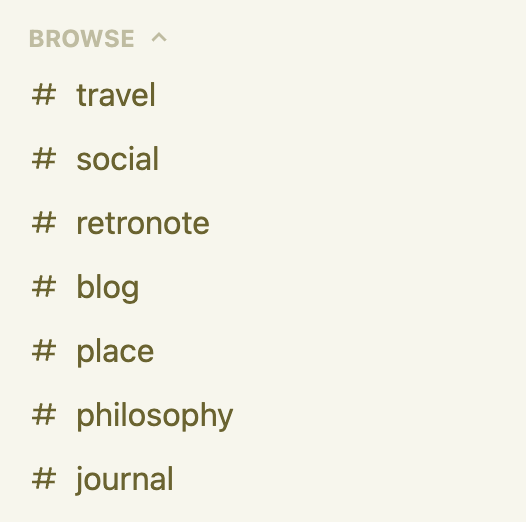 BROWSE
# travel
# social
# retronote
# blog
# place
# philosophy
# journal